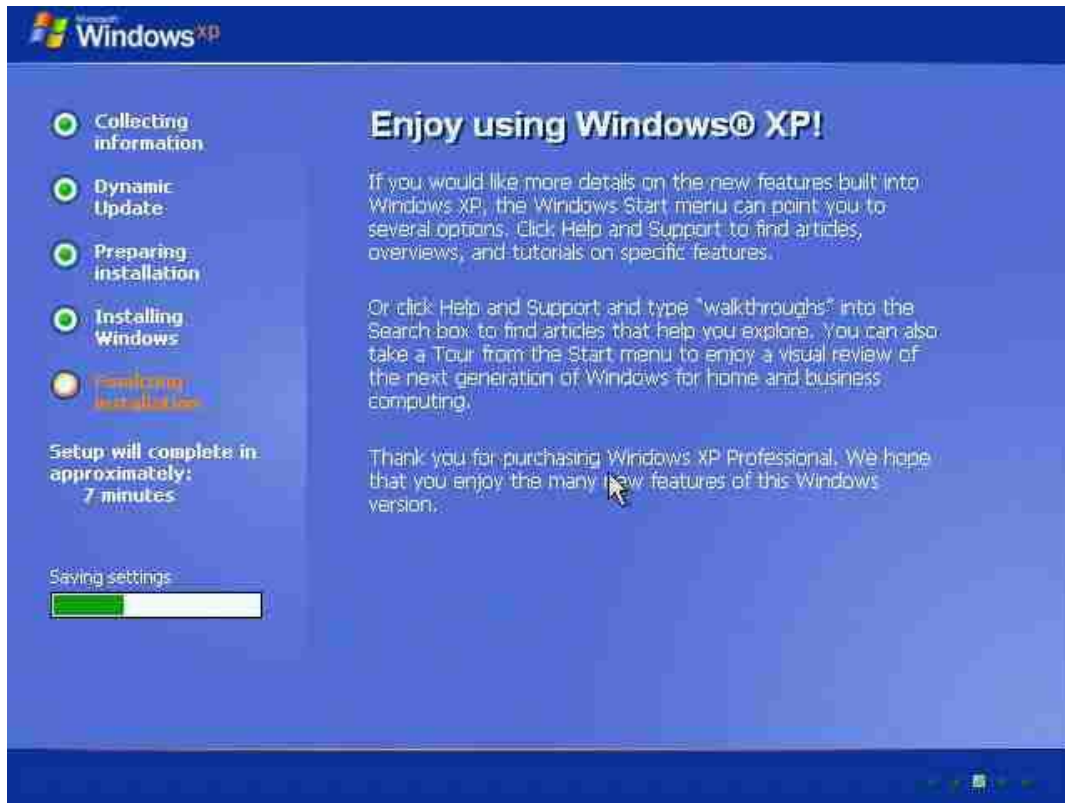 Microsoft
Windows xp
Collecting
information
Dynamic
Update
Preparing
installation
Installing
Windows
Finalizing
installation
Setup will complete in
approximately:
7 minutes
Saving settings
Enjoy using Windows® XP!
If you would like more details on the new features built into
Windows XP, the Windows Start menu can point you to
several options. Click Help and Support to find articles,
overviews, and tutorials on specific features.
Or click Help and Support and type "walkthroughs" into the
Search box to find articles that help you explore. You can also
take a Tour from the Start menu to enjoy a visual review of
the next generation of Windows for home and business
computing.
Thank you for purchasing Windows XP Professional. We hope
that you enjoy the many new features of this Windows
version.